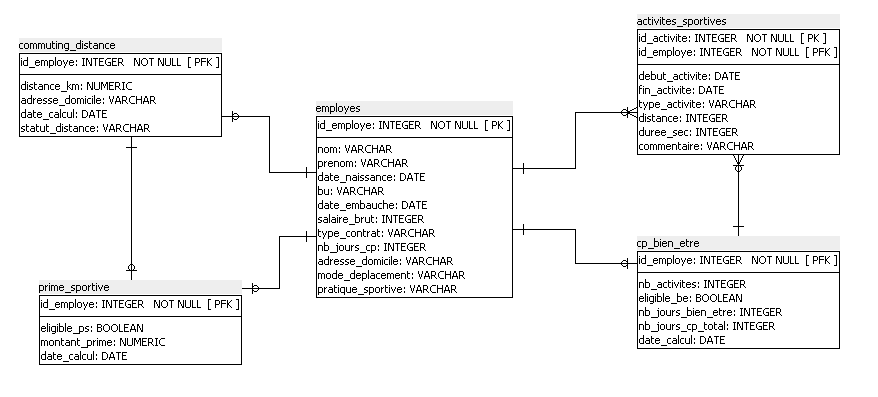 commuting_distance
id_employe: INTEGER NOT NULL [ PFK ]
distance_km: NUMERIC
adresse_domicile: VARCHAR
date_calcul: DATE
statut_distance: VARCHAR
prime_sportive
id_employe: INTEGER NOT NULL [ PFK ]
eligible_ps: BOOLEAN
montant_prime: NUMERIC
date_calcul: DATE
employes
id_employe: INTEGER NOT NULL [ PK ]
nom: VARCHAR
prenom: VARCHAR
date_naissance: DATE
bu: VARCHAR
date_embauche: DATE
salaire_brut: INTEGER
type_contrat: VARCHAR
nb_jours_cp: INTEGER
adresse_domicile: VARCHAR
mode_deplacement: VARCHAR
pratique_sportive: VARCHAR
activites_sportives
id_activite: INTEGER NOT NULL [ PK ]
id_employe: INTEGER NOT NULL [ PFK ]
debut_activite: DATE
fin_activite: DATE
type_activite: VARCHAR
distance: INTEGER
duree_sec: INTEGER
commentaire: VARCHAR
cp_bien_etre
id_employe: INTEGER NOT NULL [ PFK ]
nb_activites: INTEGER
eligible_be: BOOLEAN
nb_jours_bien_etre: INTEGER
nb_jours_cp_total: INTEGER
date_calcul: DATE